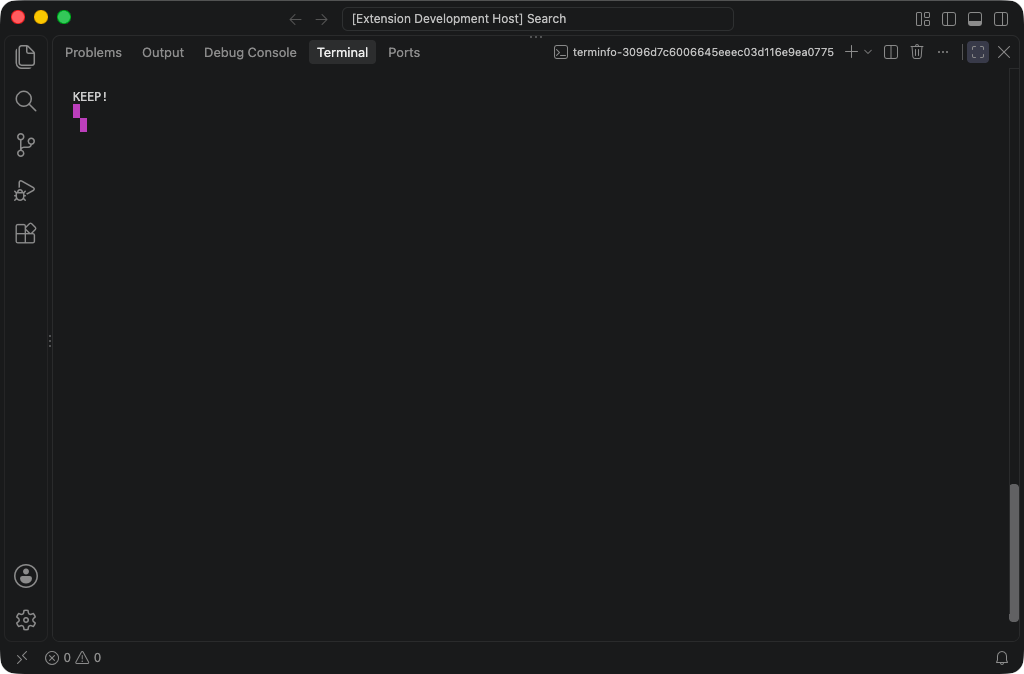 [Extension Development Host] Search
Problems Output Debug Console Terminal Ports
terminfo-3096d7c6006645eeec03d116e9ea0775
KEEP!
0 0